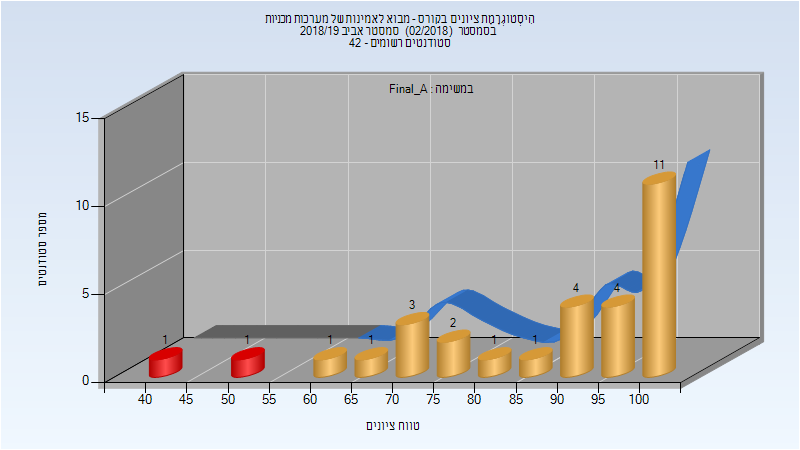 היסטוגרמת ציונים בקורס - מבוא לאמינות של מערכות מכניות
בסמסטר (02/2018) סמסטר אביב 2018/19
סטודנטים רשומים - 42
במשימה : Final_A
מספר סטודנטים
15
10
5
0
1 1 1 1 3 2 1 1 4 4 11
40 45 50 55 60 65 70 75 80 85 90 95 100
טווח ציונים